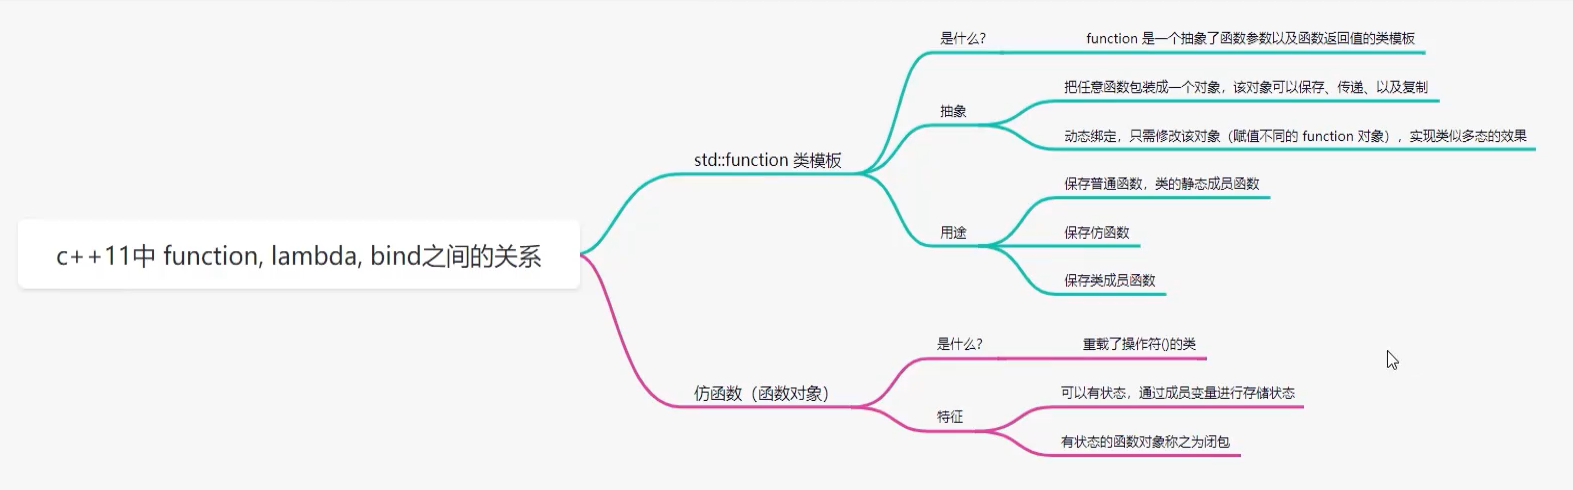 c++11中 function, lambda, bind之间的关系
std::function 类模板
是什么?
function 是一个抽象了函数参数以及函数返回值的类模板
抽象
把任意函数包装成一个对象，该对象可以保存、传递、以及复制
动态绑定，只需修改该对象（赋值不同的 function 对象），实现类似多态的效果
用途
保存普通函数，类的静态成员函数
保存仿函数
保存类成员函数
仿函数（函数对象）
是什么?
重载了操作符()的类
特征
可以有状态，通过成员变量进行存储状态
有状态的函数对象称之为闭包